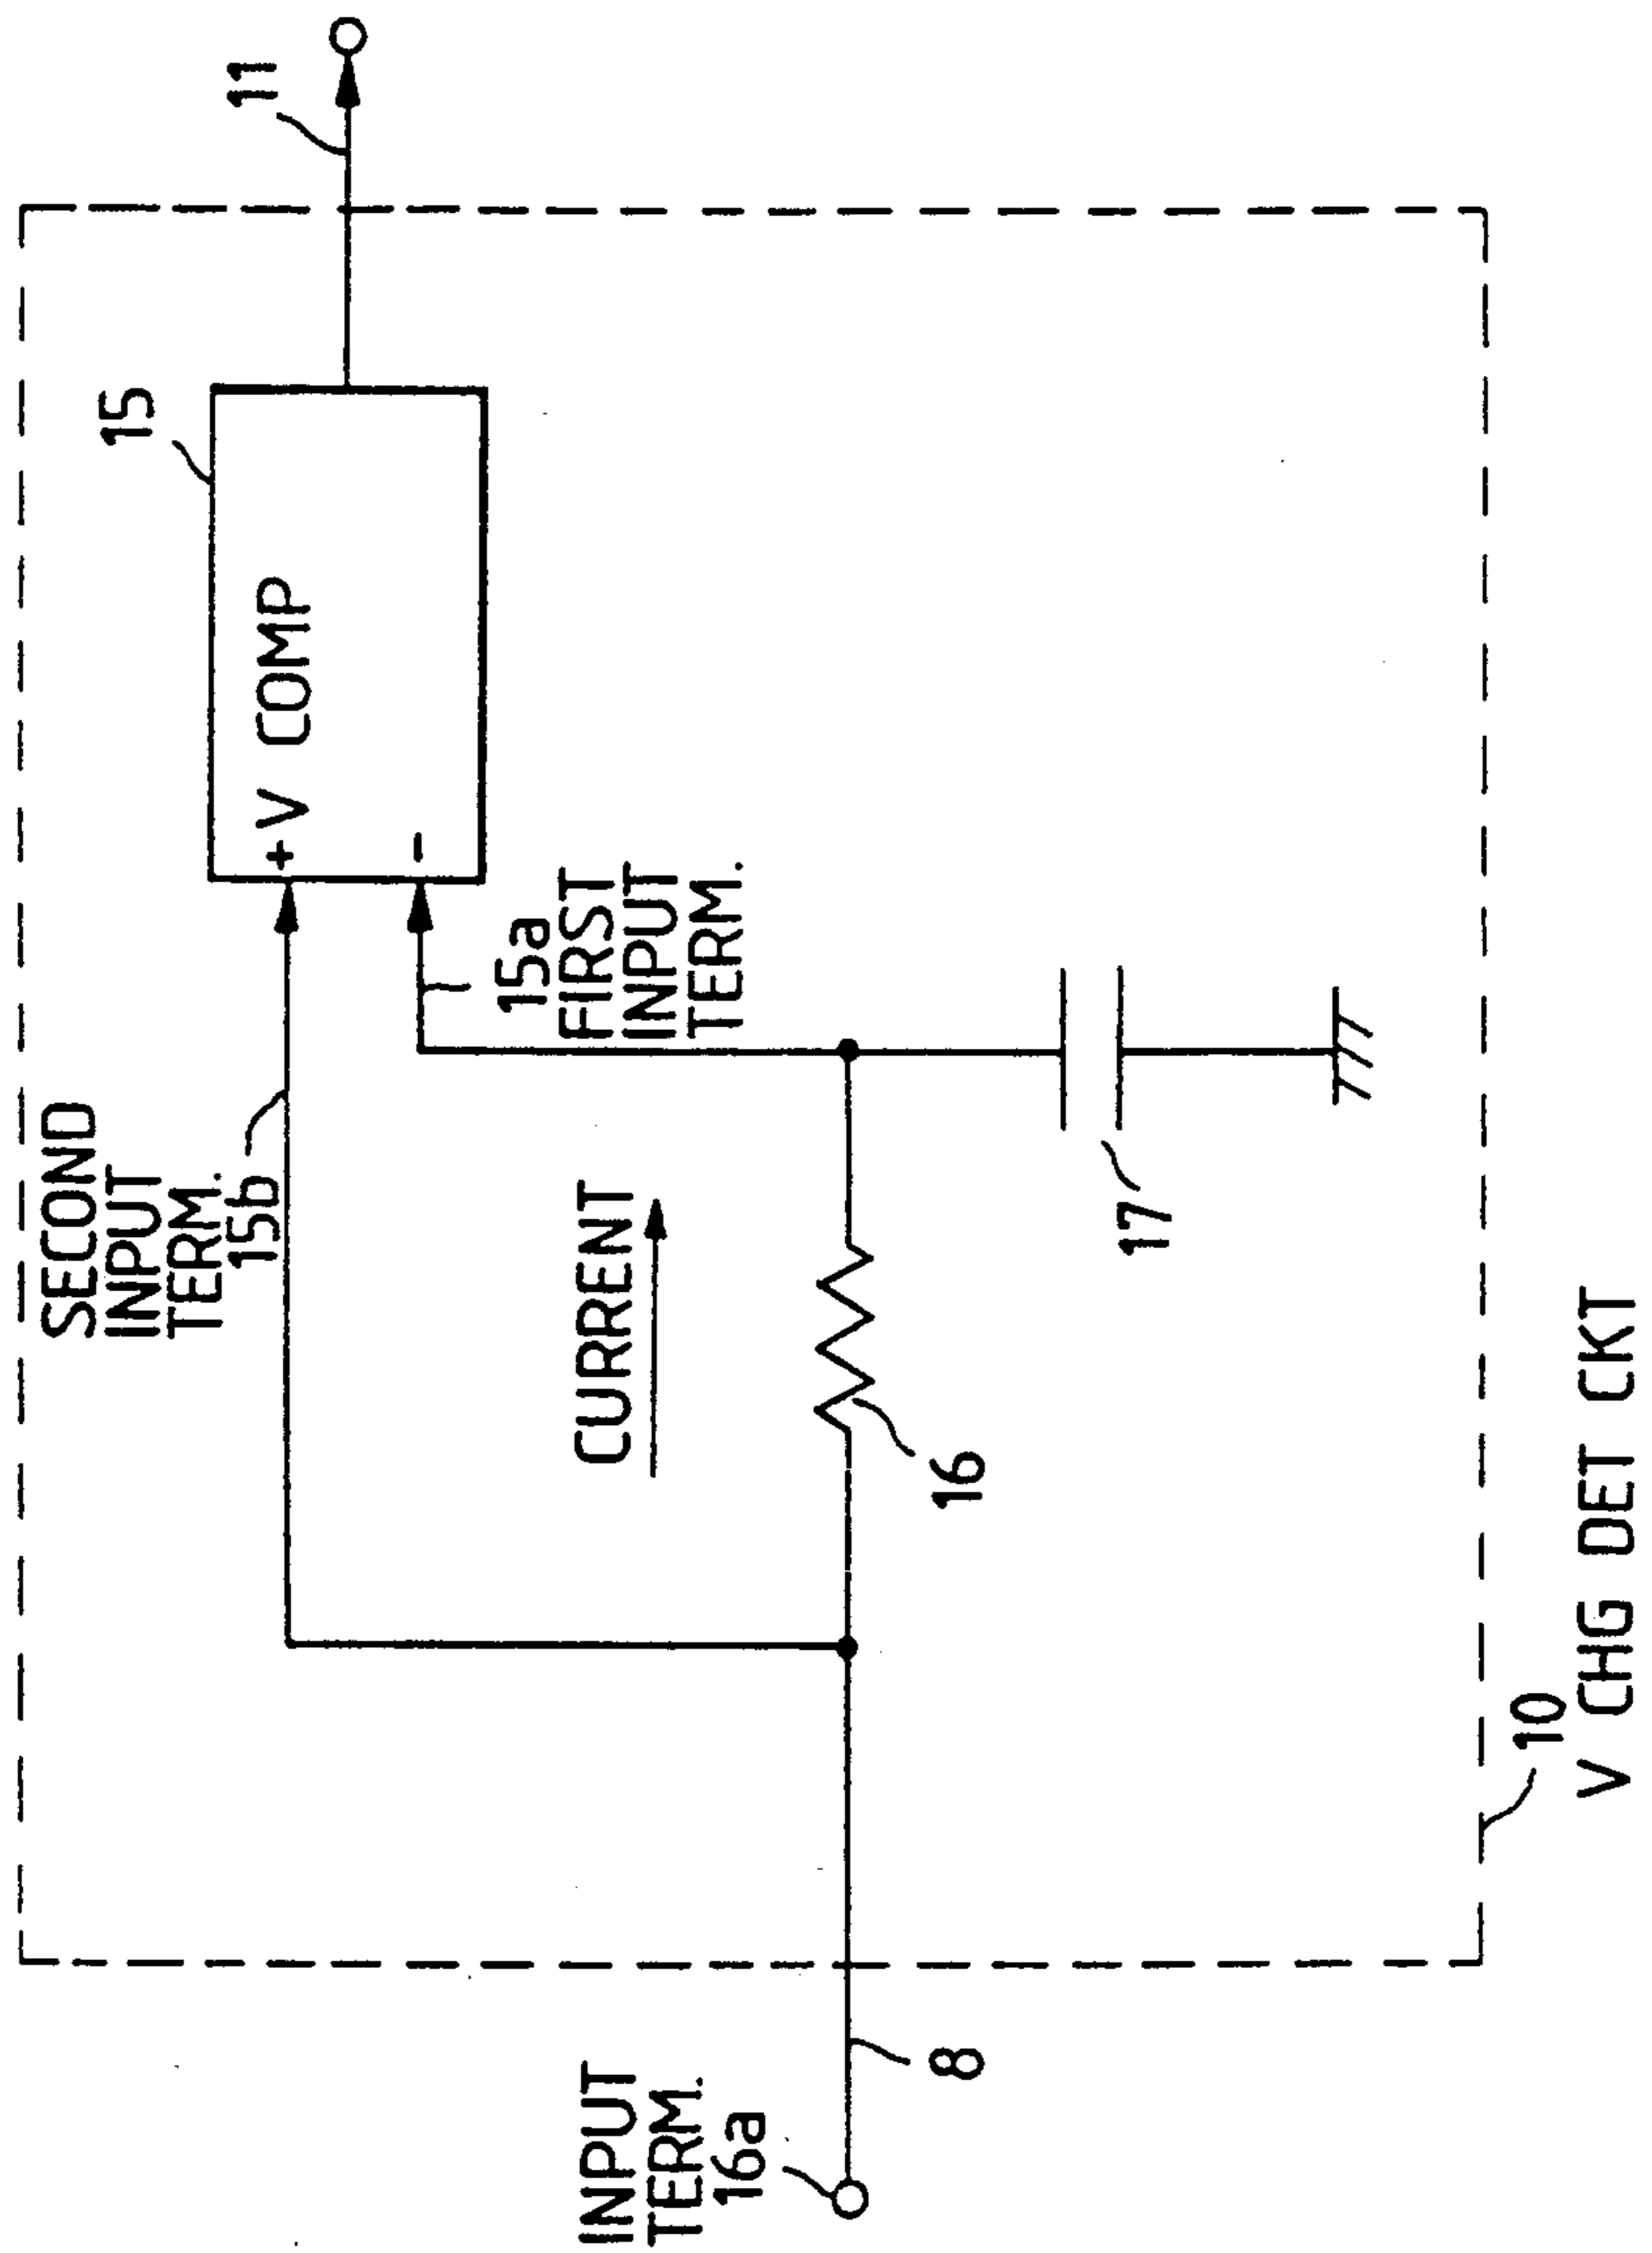 SECOND
INPUT
TERM.
15b
15
11
+
V COMP
-
15a
FIRST
INPUT
TERM.
CURRENT
INPUT
TERM.
16a
8
16
17
10
V CHG DET CKT